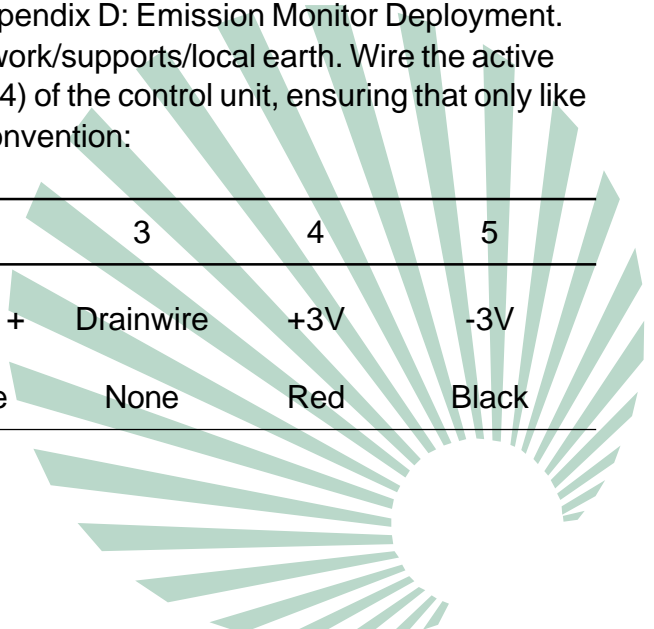 pendix D: Emission Monitor Deployment.
work/supports/local earth. Wire the active
4) of the control unit, ensuring that only like
onvention:
3 4 5
+ Drainwire +3V -3V
e None Red Black